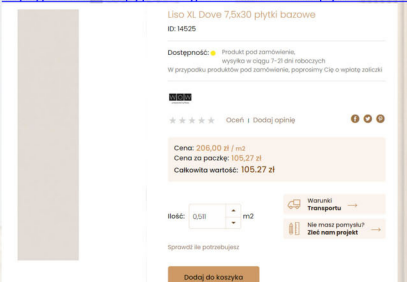 Liso XL Dove 7,5x30 płytki bazowe
ID: 14525
Dostępność: Produkt pod zamówienie,
wysyłka w ciągu 7-21 dni roboczych
W przypadku produktów pod zamówienie, poprosimy Cię o wpłatę zaliczki
WOW
Oceń | Dodaj opinię
Cena: 206,00 zł / m2
Cena za paczkę: 105,27 zł
Całkowita wartość: 105.27 zł
Ilość: 0,511 m2
Warunki
Transportu →
Nie masz pomysłu?
Zleć nam projekt →
Sprawdź ile potrzebujesz
Dodaj do koszyka